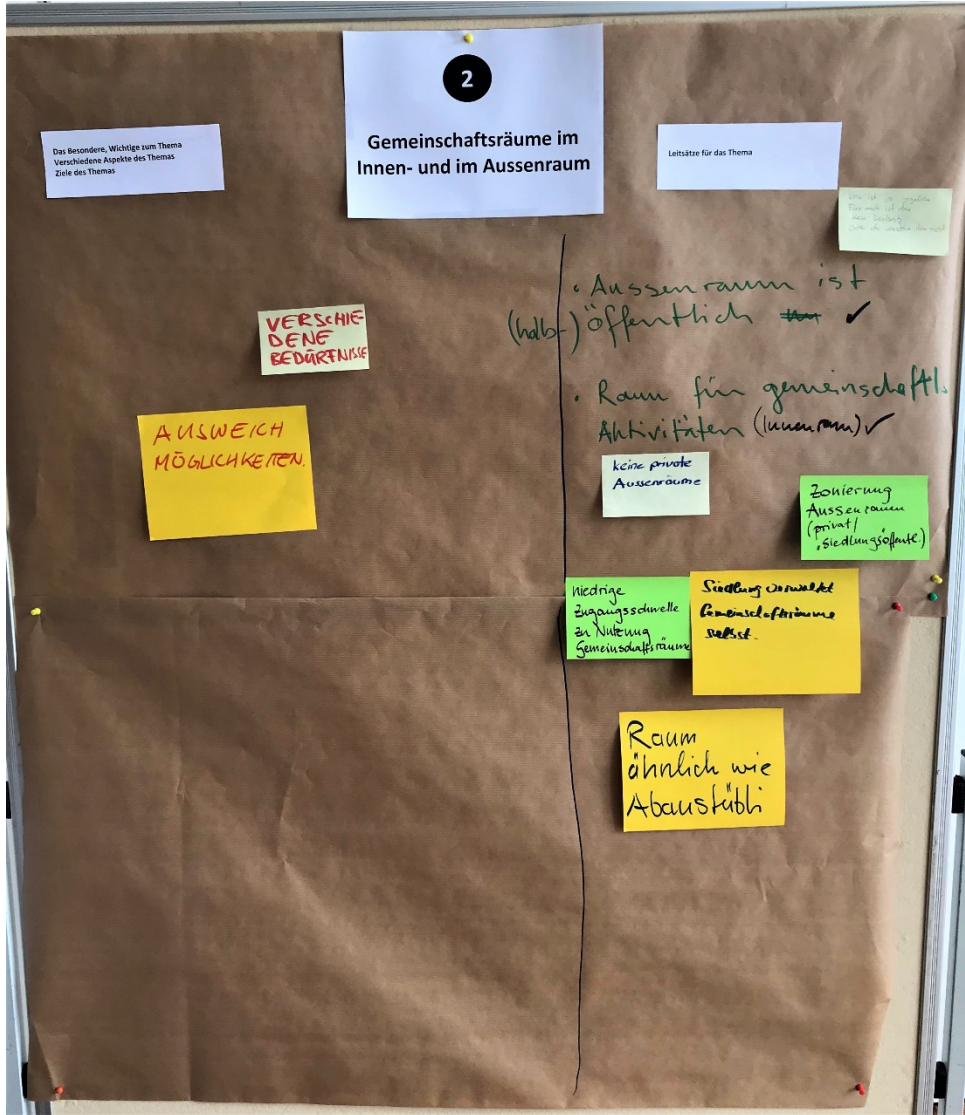 2
Gemeinschaftsräume im
Innen- und im Aussenraum
Das Besondere, Wichtige zum Thema
Verschiedene Aspekte des Themas
Ziele des Themas
VERSCHIE-
DENE
BEDÜRFNISSE
AUSWEICH
MÖGLICHKEITEN.
Leitsätze für das Thema
• Aussenraum ist
(halb-) öffentlich ✓
• Raum für gemeinschaftl.
Aktivitäten (Innenraum) ✓
keine private
Aussenräume
Zonierung
Aussenraum
(privat/
siedlungsöffentl.)
niedrige
Zugangsschwelle
zu Nutzung
Gemeinschaftsräume
Siedlung verwaltet
Gemeinschaftsräume
selbst.
Raum
ähnlich wie
Abaustübli